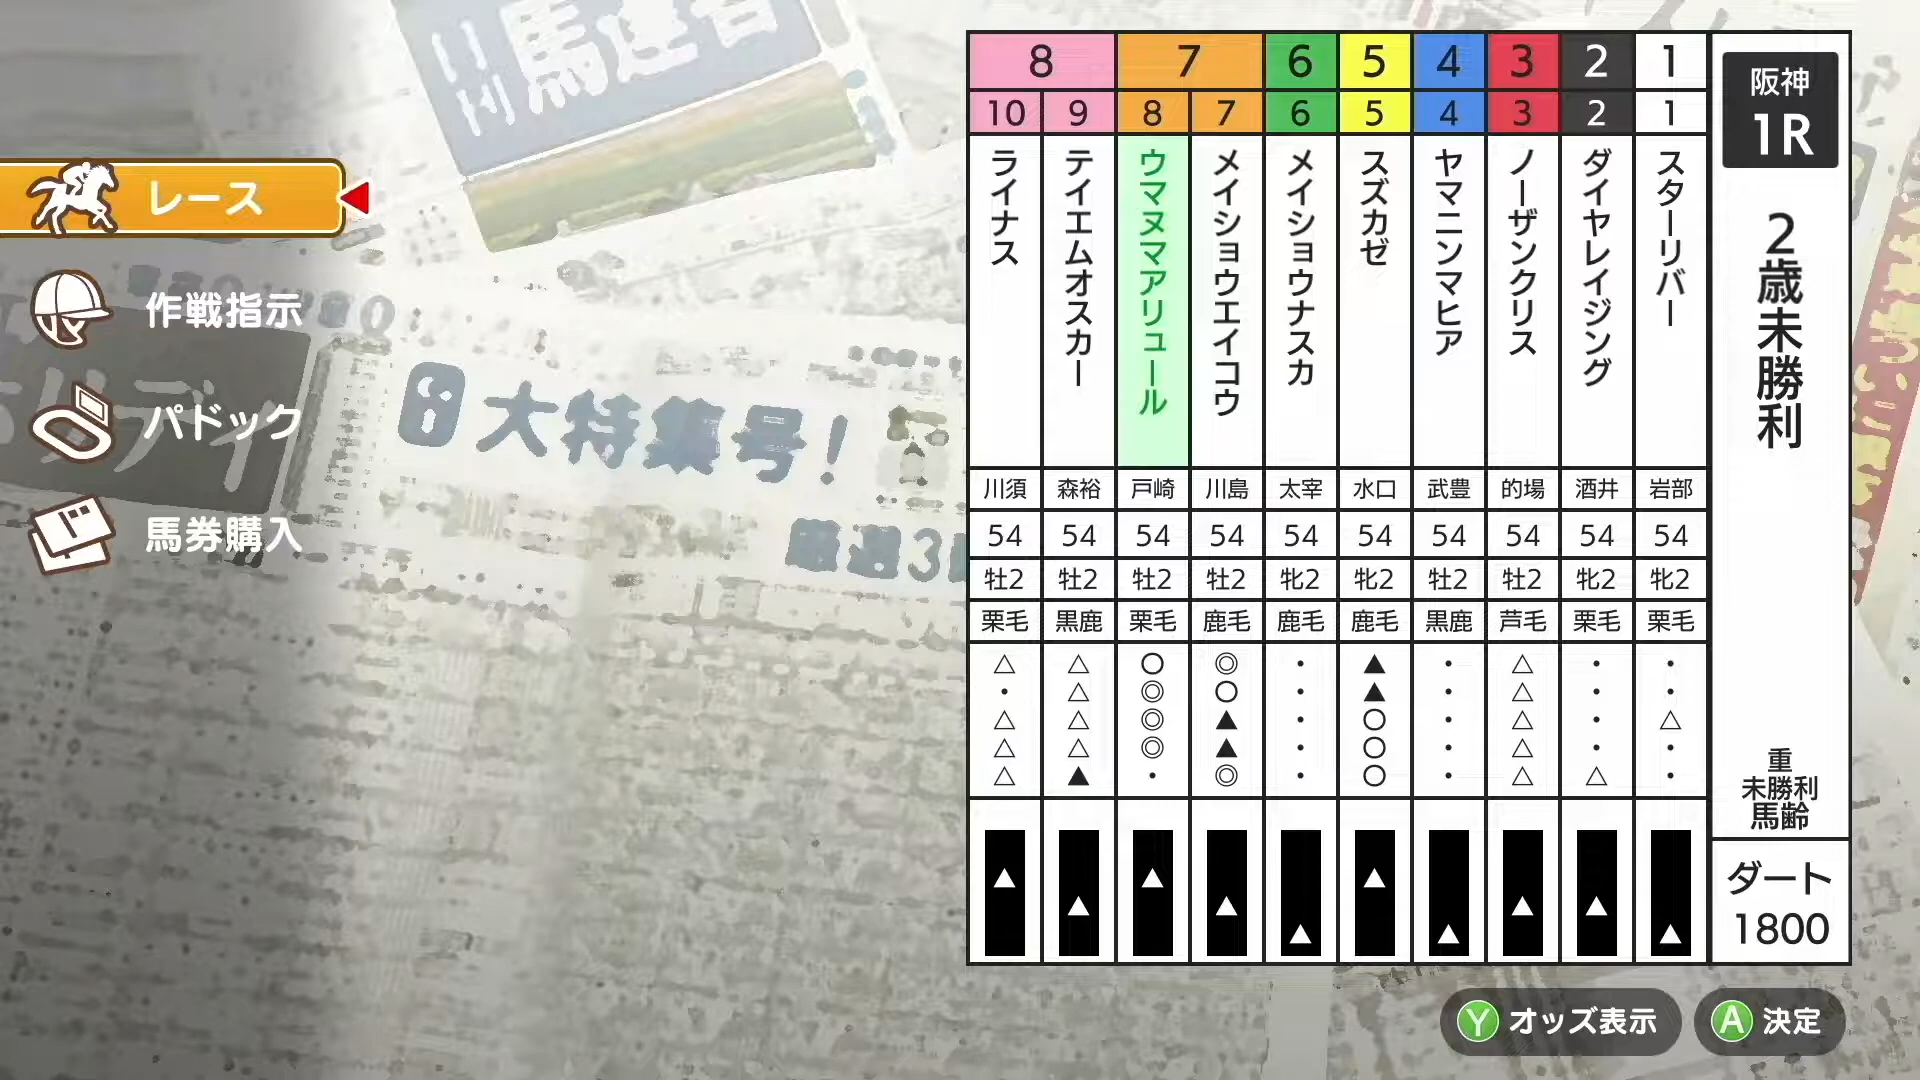 馬達者
大特集号!
厳選3
レース
作戦指示
パドック
馬券購入
阪神
1R
2歳未勝利
重
未勝利
馬齢
ダート
1800
8 7 6 5 4 3 2 1
10 9 8 7 6 5 4 3 2 1
ライナス
テイエムオスカー
ウマヌママアリュール
メイショウエイコウ
メイショウナスカ
スズカゼ
ヤマニンマヒア
ノーザンクリス
ダイヤレイジング
スターリバー
川須 森裕 戸崎 川島 太宰 水口 武豊 的場 酒井 岩部
54 54 54 54 54 54 54 54 54 54
牡2 牡2 牡2 牡2 牝2 牝2 牡2 牡2 牝2 牝2
栗毛 黒鹿 栗毛 鹿毛 鹿毛 鹿毛 黒鹿 芦毛 栗毛 栗毛
△ △ ○ ◎ ・ ▲ ・ △ ・ ・
・ △ ◎ ○ ・ ▲ ・ △ ・ ・
△ △ ◎ ▲ ・ ○ ・ △ ・ △
△ △ ◎ ▲ ・ ○ ・ △ ・ ・
△ ▲ ・ ◎ ・ ○ ・ △ △ ・
Y オッズ表示
A 決定